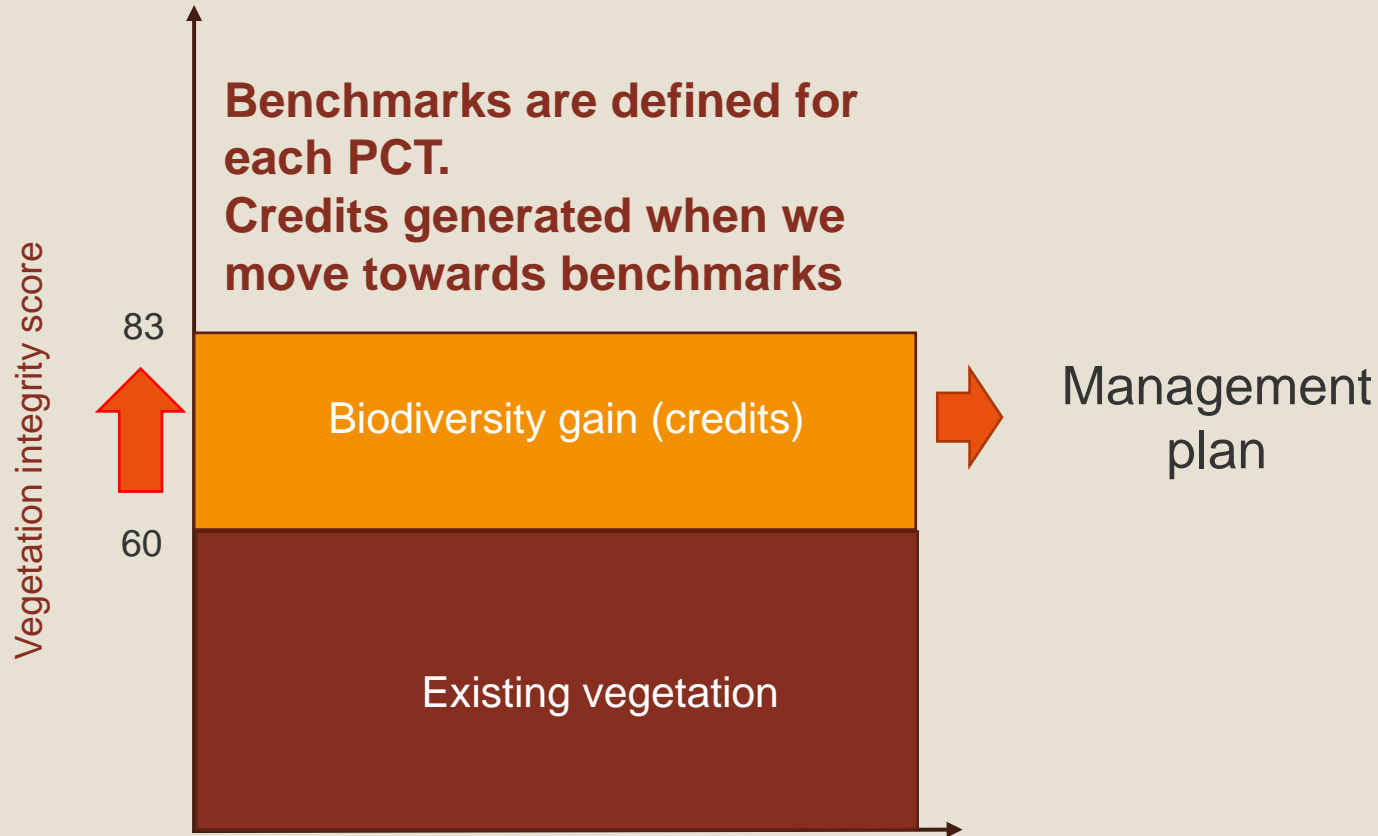 Benchmarks are defined for
each PCT.
Credits generated when we
move towards benchmarks
Vegetation integrity score
83
Biodiversity gain (credits)
Management
plan
60
Existing vegetation